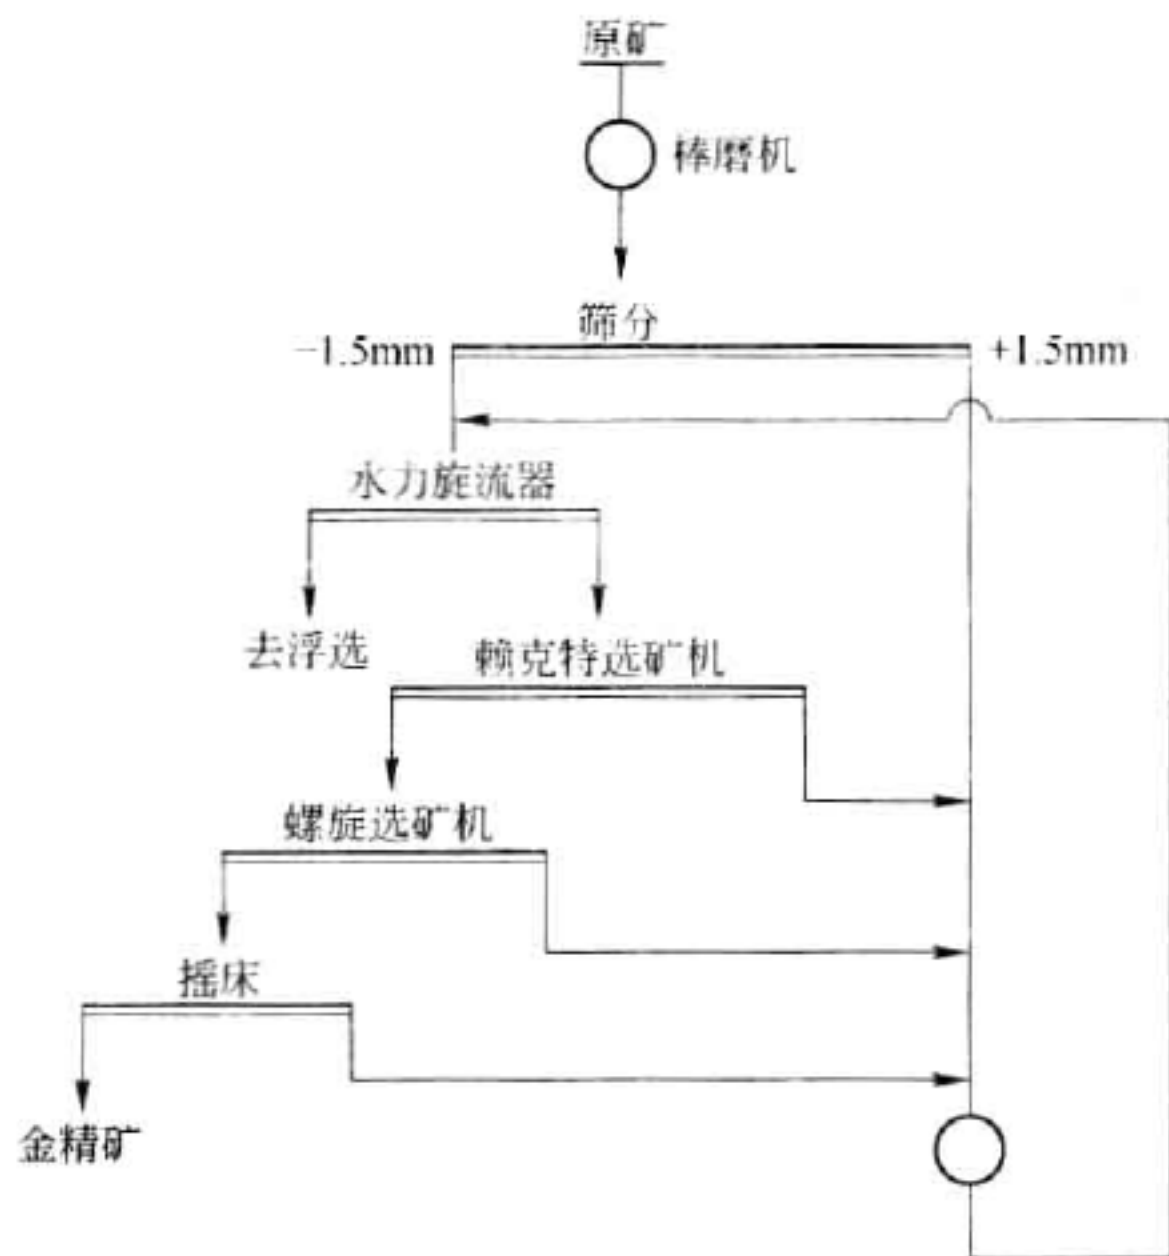 原矿
棒磨机
筛分
-1.5mm
+1.5mm
水力旋流器
去浮选
赖克特选矿机
螺旋选矿机
摇床
金精矿